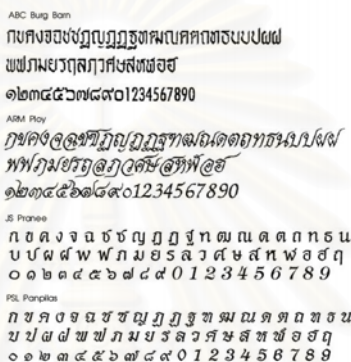 ABC Burg Barn
กขคงจฉชซฎญฎฏฐฑฒณดตถทธนบปผฝ
พฟภมยรฤลฦวศษสหฬอฮ
๑๒๓๔๕๖๗๘๙๐1234567890
ARM Ploy
กขคงจฉชซฎญฎฏฐฑฒณดตถทธนบปผฝ
พฟภมยรฤลฦวศษสหฬอฮ
๑๒๓๔๕๖๗๘๙๐1234567890
JS Pranee
ก ข ค ง จ ฉ ช ซ ญ ฎ ฏ ฐ ฑ ฒ ณ ด ต ถ ท ธ น
บ ป ผ ฝ พ ฟ ภ ม ย ร ล ว ศ ษ ส ห ฬ อ ฮ ฤ
๐ ๑ ๒ ๓ ๔ ๕ ๖ ๗ ๘ ๙ 0 1 2 3 4 5 6 7 8 9
PSL Panpilas
ก ข ค ง จ ฉ ช ซ ญ ฎ ฏ ฐ ฑ ฒ ณ ด ต ถ ท ธ น
บ ป ผ ฝ พ ฟ ภ ม ย ร ล ว ศ ษ ส ห ฬ อ ฮ ฤ
๐ ๑ ๒ ๓ ๔ ๕ ๖ ๗ ๘ ๙ 0 1 2 3 4 5 6 7 8 9